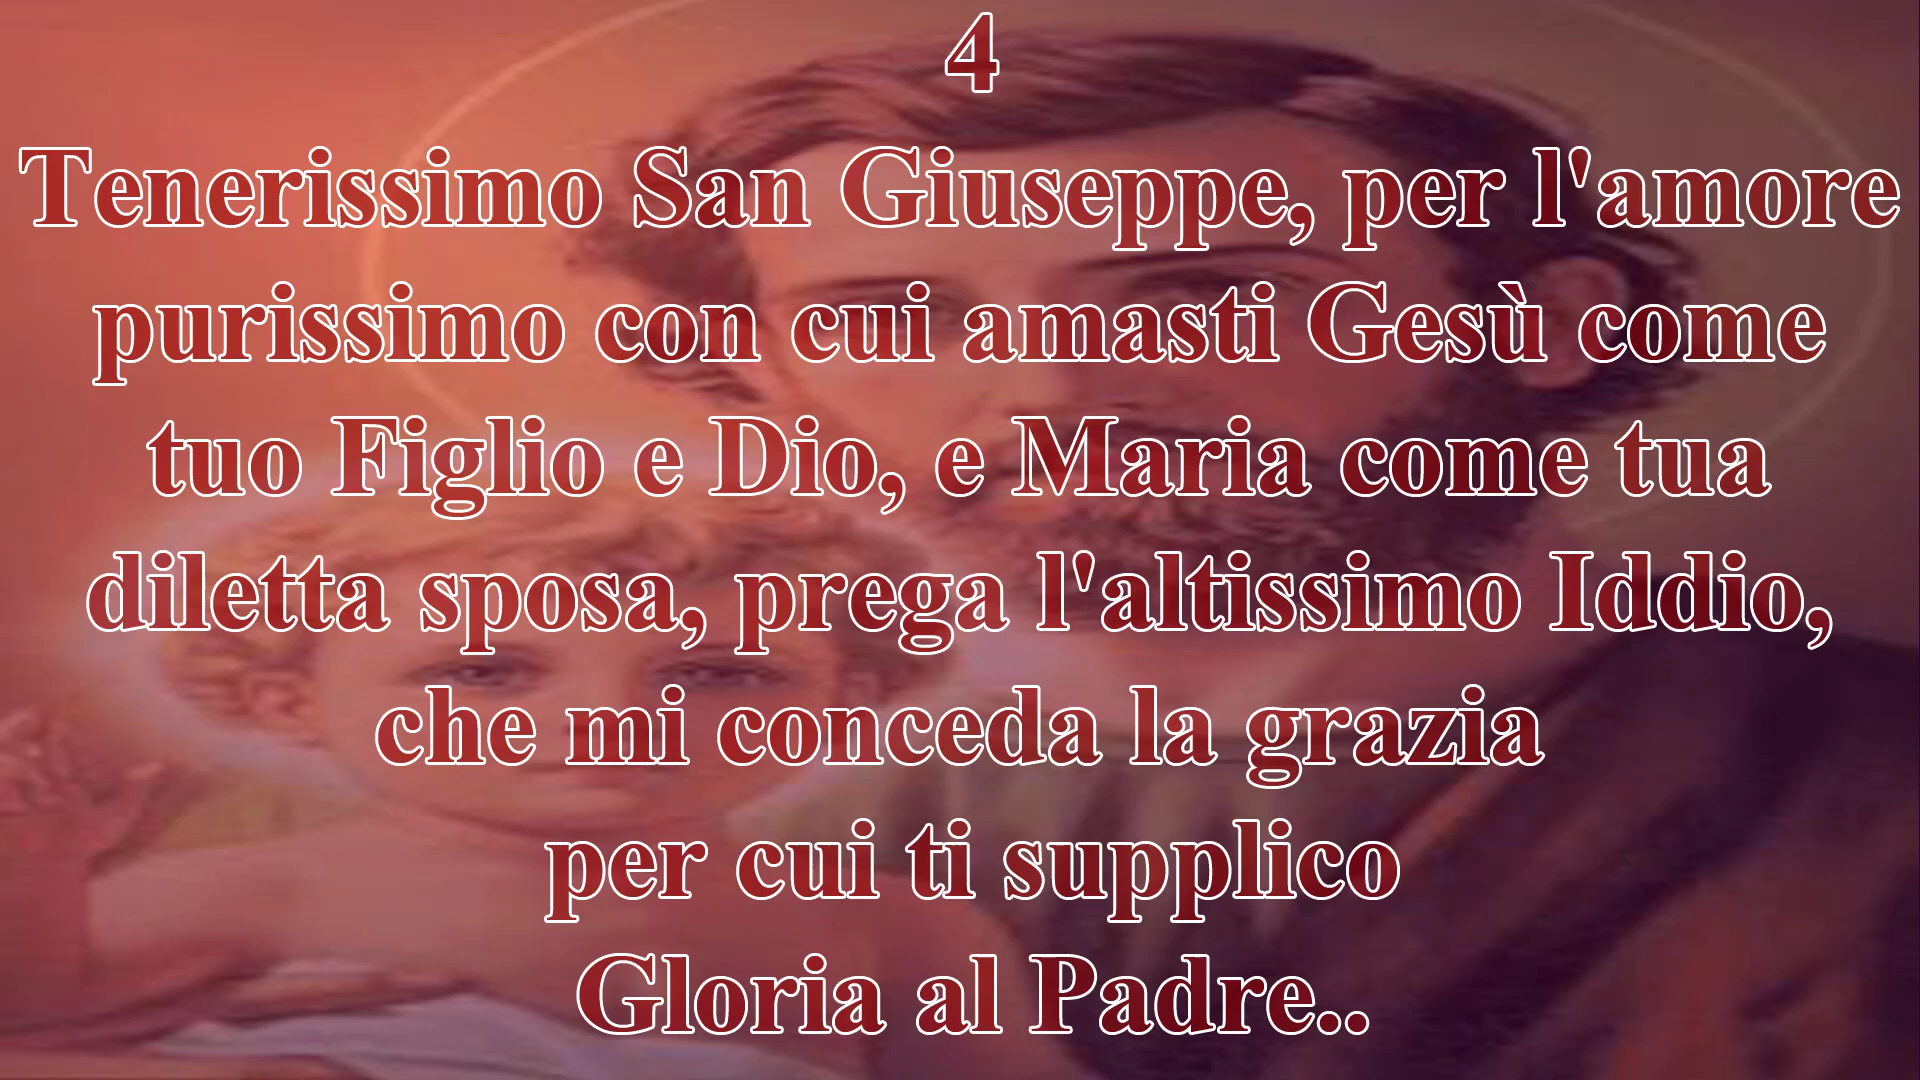 4
Tenerissimo San Giuseppe, per l'amore
purissimo con cui amasti Gesù come
tuo Figlio e Dio, e Maria come tua
diletta sposa, prega l'altissimo Iddio,
che mi conceda la grazia
per cui ti supplico
Gloria al Padre..